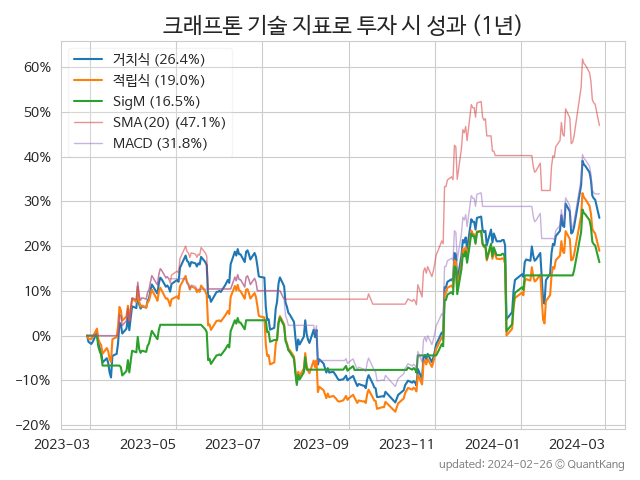 크래프톤 기술 지표로 투자 시 성과 (1년)
거치식 (26.4%)
적립식 (19.0%)
SigM (16.5%)
SMA(20) (47.1%)
MACD (31.8%)
60%
50%
40%
30%
20%
10%
0%
−10%
−20%
2023-03 2023-05 2023-07 2023-09 2023-11 2024-01 2024-03
updated: 2024-02-26 © QuantKang